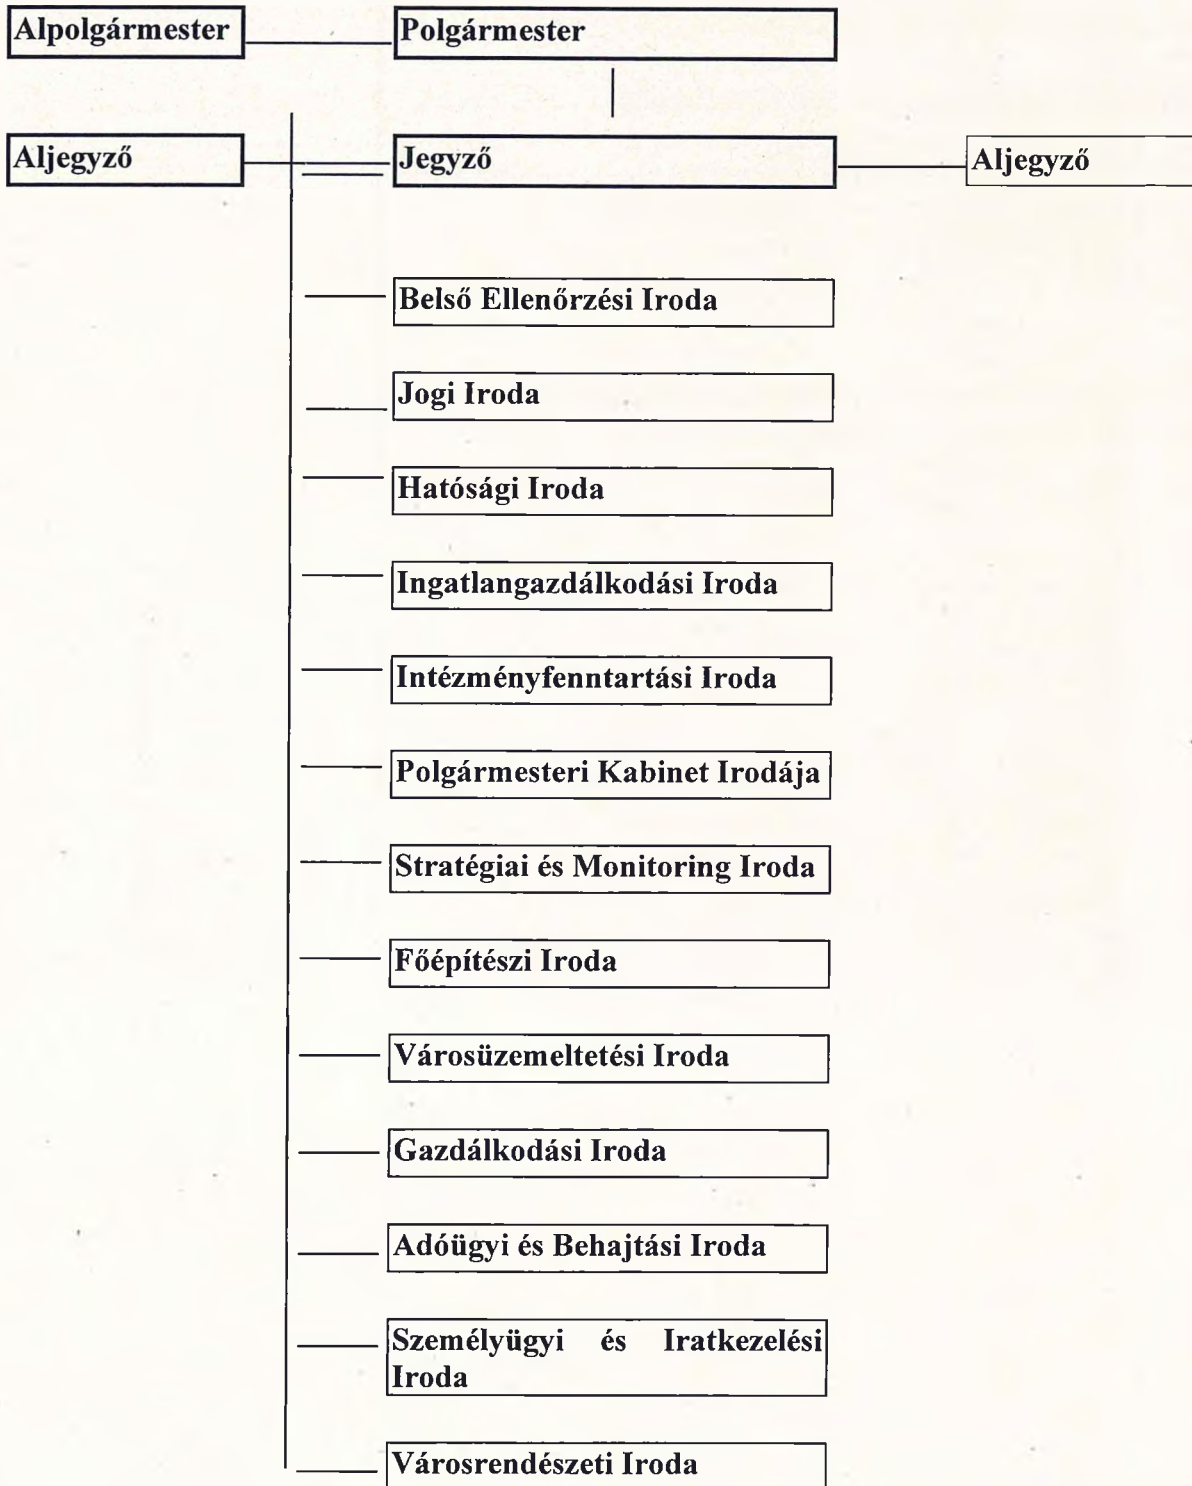 Alpolgármester
Polgármester
Aljegyző
Jegyző
Aljegyző
Belső Ellenőrzési Iroda
Jogi Iroda
Hatósági Iroda
Ingatlangazdálkodási Iroda
Intézményfenntartási Iroda
Polgármesteri Kabinet Irodája
Stratégiai és Monitoring Iroda
Főépítészi Iroda
Városüzemeltetési Iroda
Gazdálkodási Iroda
Adóügyi és Behajtási Iroda
Személyügyi és Iratkezelési
Iroda
Városrendészeti Iroda